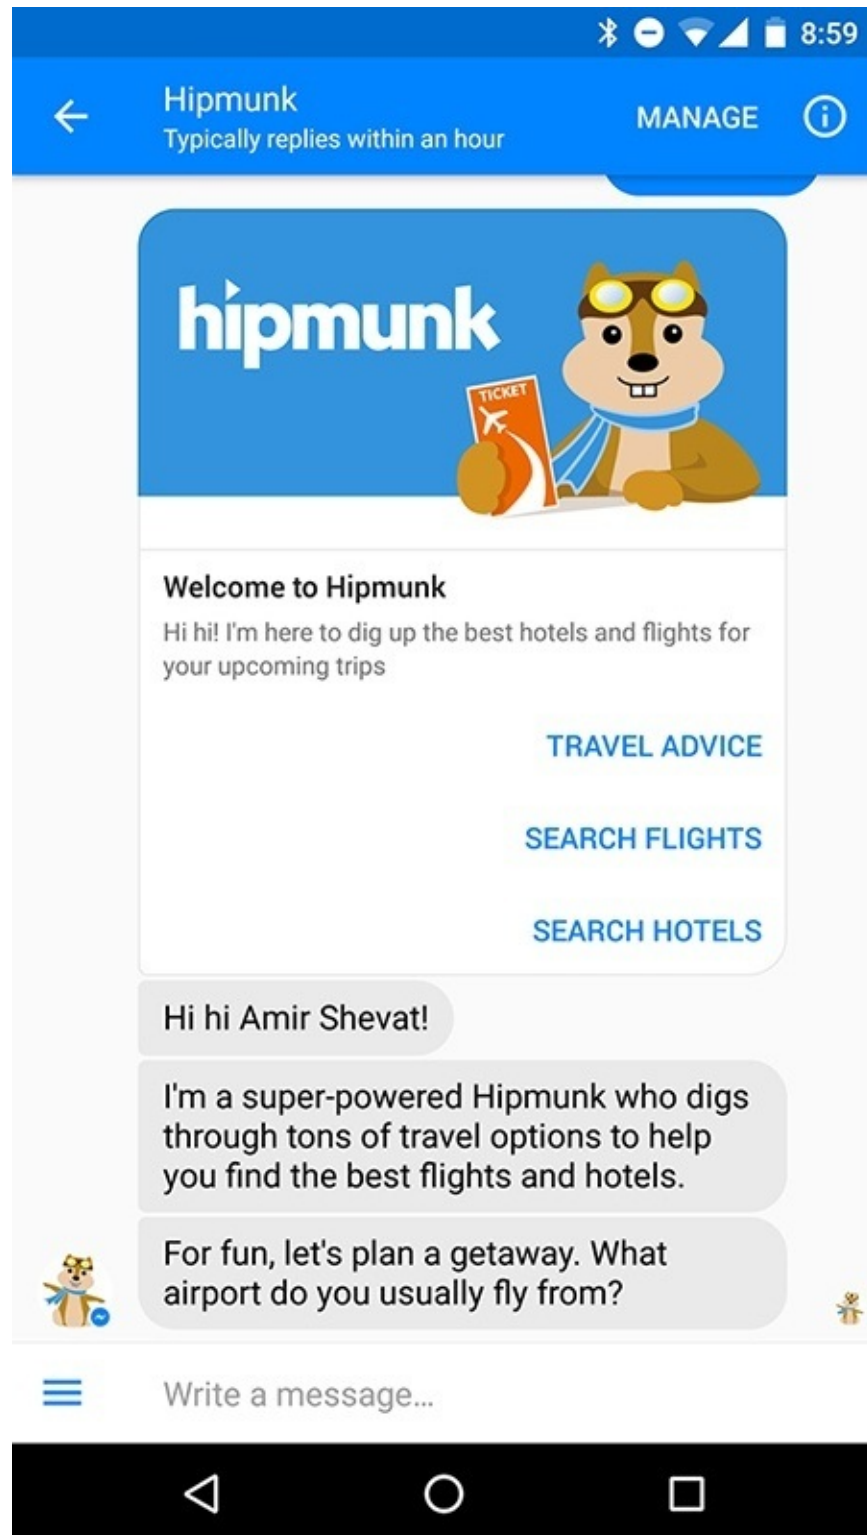 8:59
Hipmunk
Typically replies within an hour
MANAGE
hipmunk
TICKET
Welcome to Hipmunk
Hi hi! I'm here to dig up the best hotels and flights for
your upcoming trips
TRAVEL ADVICE
SEARCH FLIGHTS
SEARCH HOTELS
Hi hi Amir Shevat!
I'm a super-powered Hipmunk who digs
through tons of travel options to help
you find the best flights and hotels.
For fun, let's plan a getaway. What
airport do you usually fly from?
Write a message...